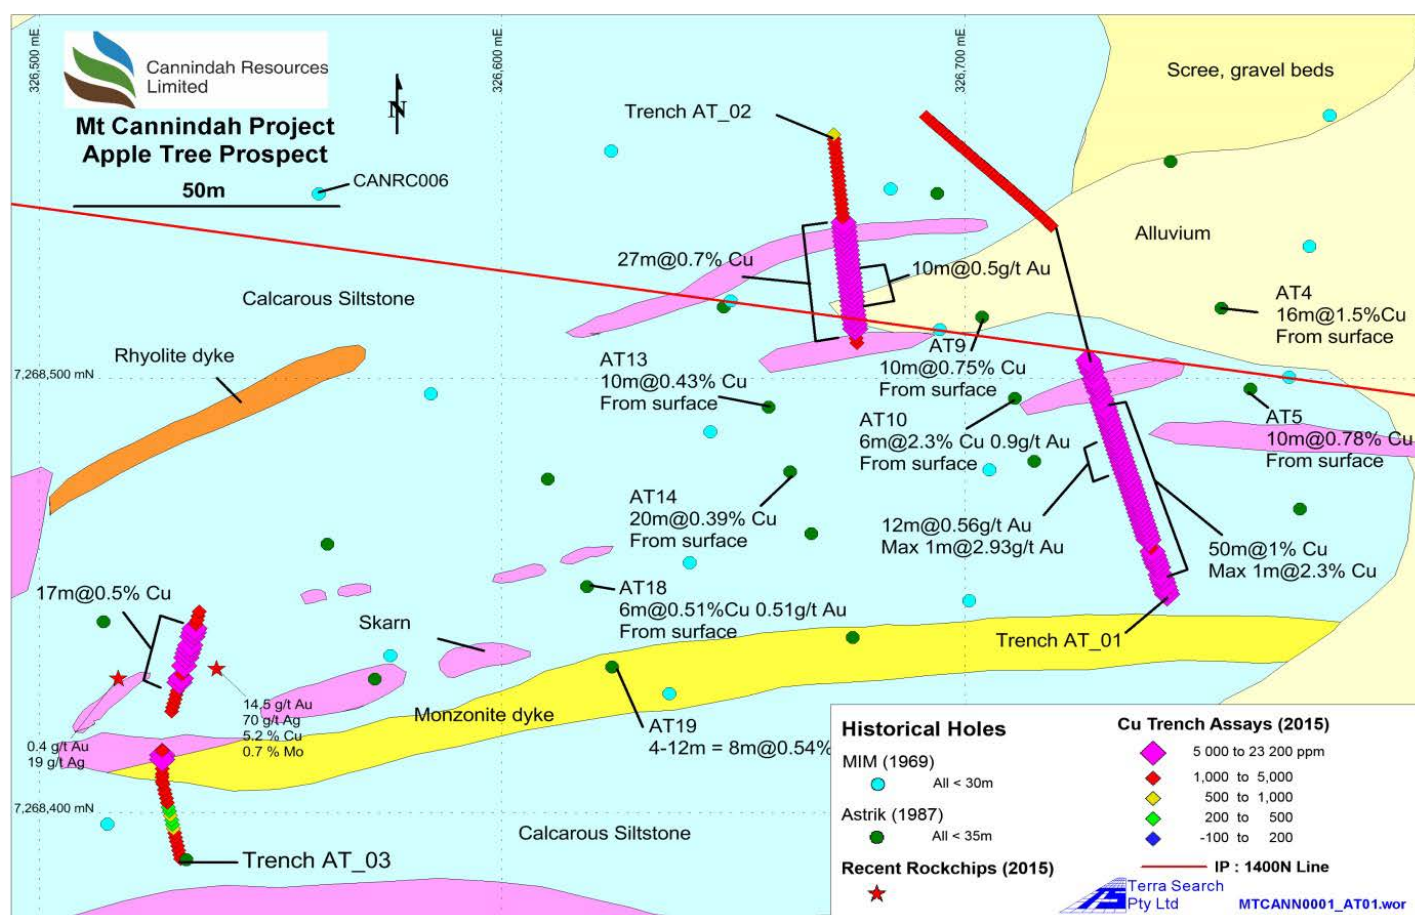 326,500 mE
326,600 mE
326,700 mE
Cannindah Resources
Limited
Mt Cannindah Project
Apple Tree Prospect
50m
N
CANRC006
Trench AT_02
Scree, gravel beds
Alluvium
27m@0.7% Cu
10m@0.5g/t Au
Calcarous Siltstone
AT4
16m@1.5%Cu
From surface
Rhyolite dyke
AT13
10m@0.43% Cu
From surface
AT9
10m@0.75% Cu
From surface
7,268,500 mN
AT10
6m@2.3% Cu 0.9g/t Au
From surface
AT5
10m@0.78% Cu
From surface
AT14
20m@0.39% Cu
From surface
12m@0.56g/t Au
Max 1m@2.93g/t Au
50m@1% Cu
Max 1m@2.3% Cu
17m@0.5% Cu
AT18
6m@0.51%Cu 0.51g/t Au
From surface
Skarn
Trench AT_01
14.5 g/t Au
70 g/t Ag
5.2 % Cu
0.7 % Mo
0.4 g/t Au
19 g/t Ag
Monzonite dyke
AT19
4-12m = 8m@0.54%
7,268,400 mN
Calcarous Siltstone
Trench AT_03
Historical Holes
MIM (1969)
All < 30m
Astrik (1987)
All < 35m
Recent Rockchips (2015)
Cu Trench Assays (2015)
5 000 to 23 200 ppm
1,000 to 5,000
500 to 1,000
200 to 500
-100 to 200
IP : 1400N Line
Terra Search
Pty Ltd
MTCANN0001_AT01.wor